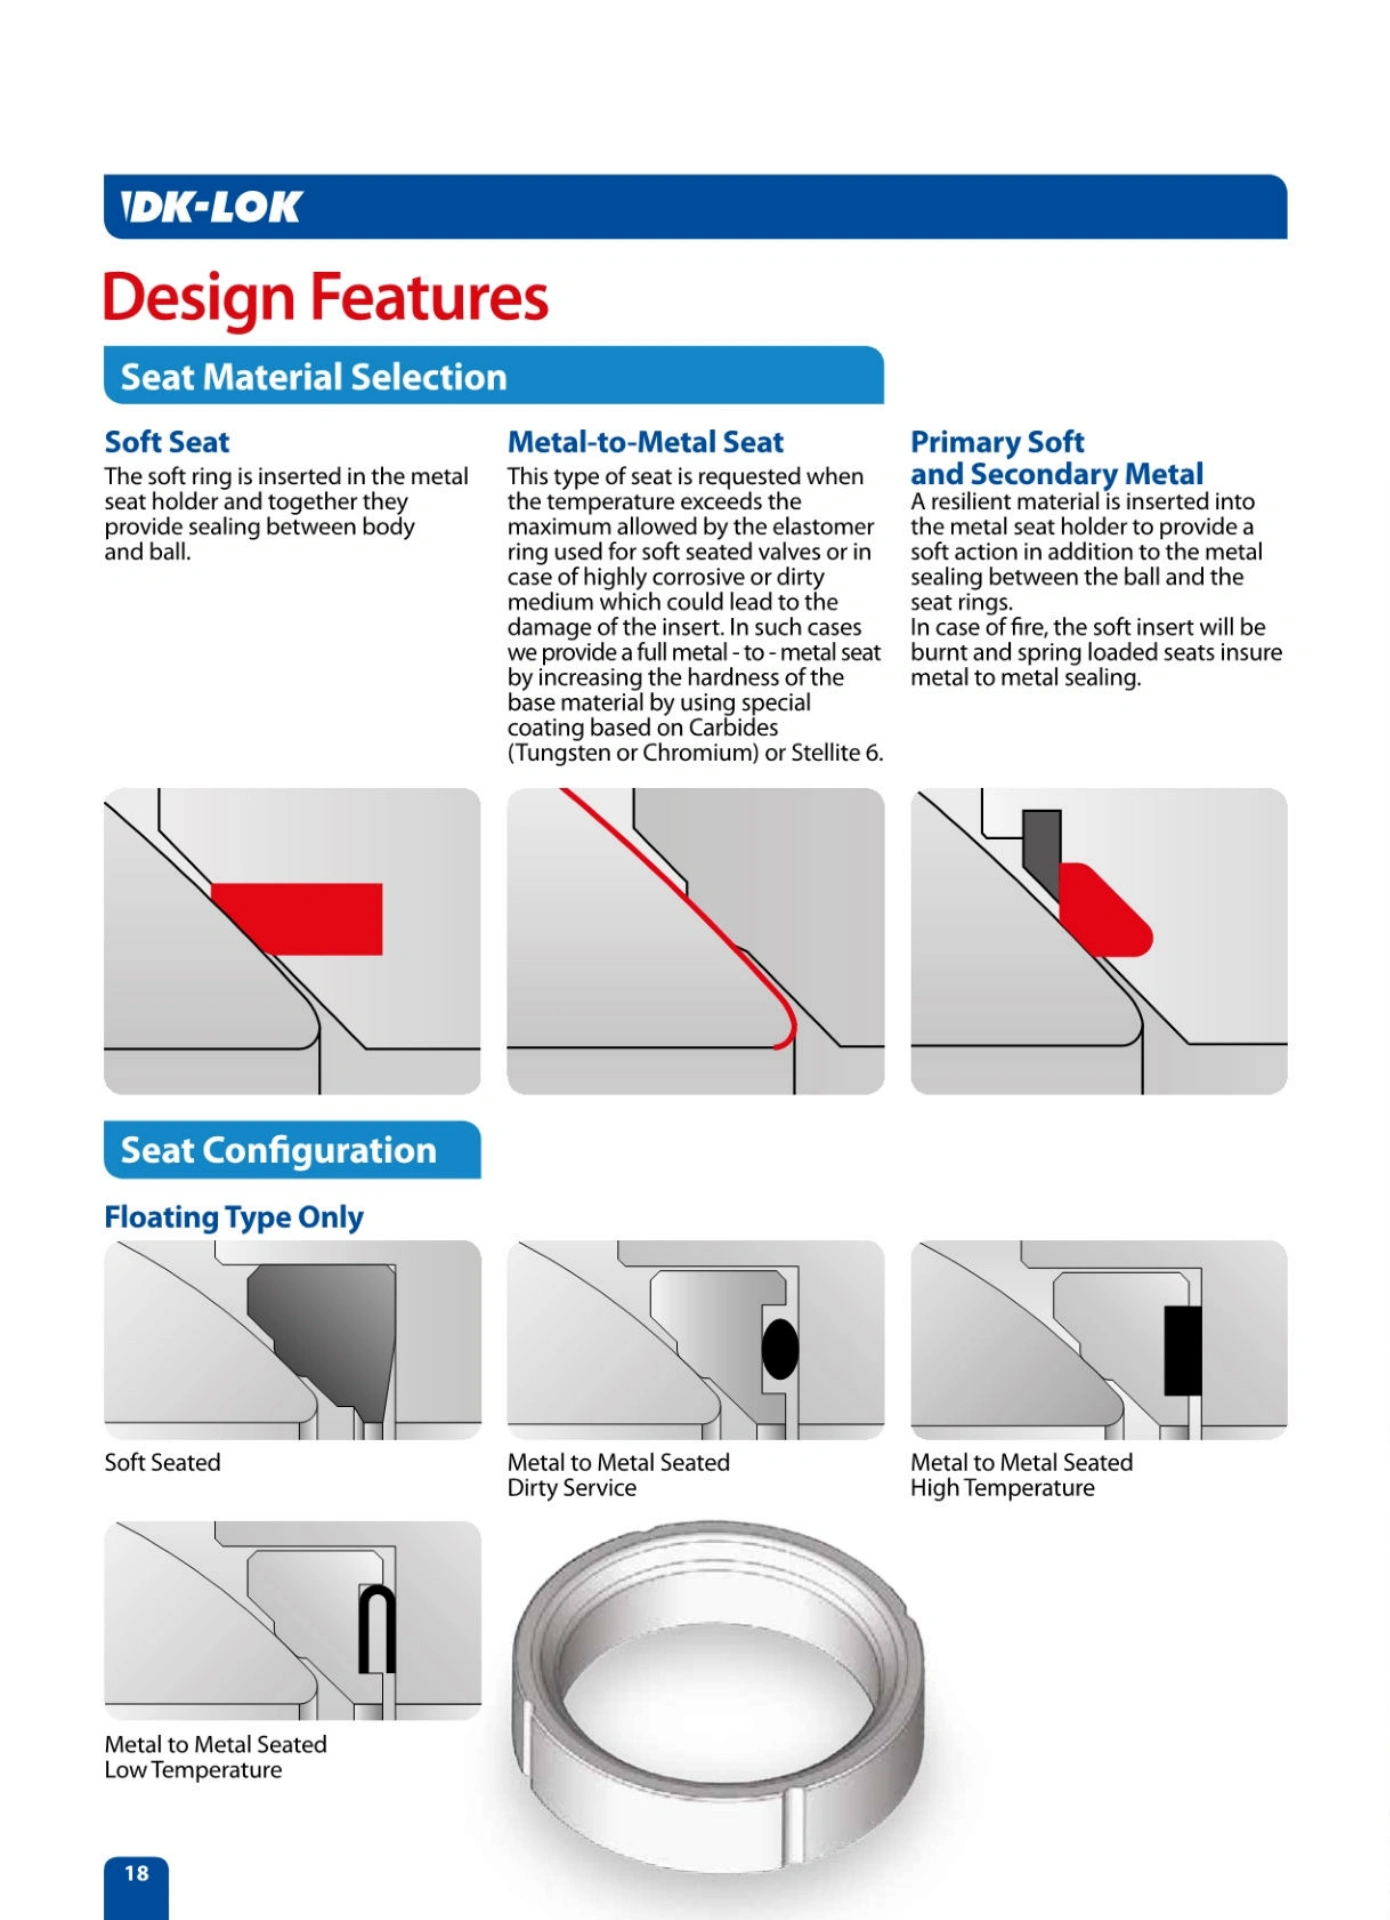 DK-LOK
Design Features
Seat Material Selection
Soft Seat
The soft ring is inserted in the metal
seat holder and together they
provide sealing between body
and ball.
Metal-to-Metal Seat
This type of seat is requested when
the temperature exceeds the
maximum allowed by the elastomer
ring used for soft seated valves or in
case of highly corrosive or dirty
medium which could lead to the
damage of the insert. In such cases
we provide a full metal - to - metal seat
by increasing the hardness of the
base material by using special
coating based on Carbides
(Tungsten or Chromium) or Stellite 6.
Primary Soft
and Secondary Metal
A resilient material is inserted into
the metal seat holder to provide a
soft action in addition to the metal
sealing between the ball and the
seat rings.
In case of fire, the soft insert will be
burnt and spring loaded seats insure
metal to metal sealing.
Seat Configuration
Floating Type Only
Soft Seated
Metal to Metal Seated
Dirty Service
Metal to Metal Seated
High Temperature
Metal to Metal Seated
Low Temperature
18